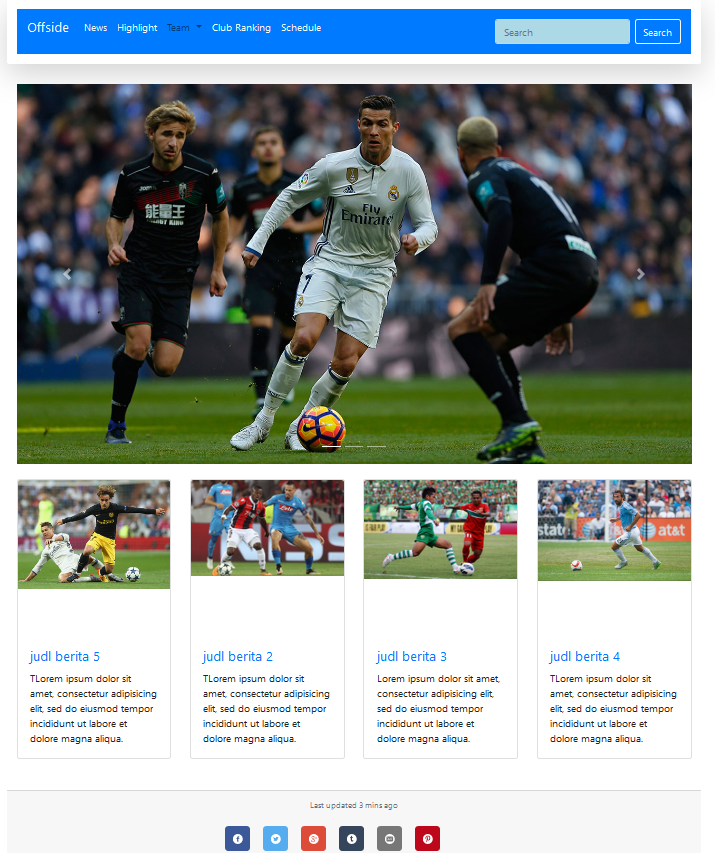 Offside News Highlight Team Club Ranking Schedule Search Search
能量王
Fly
Emirates
7
at&t
judl berita 5
TLorem ipsum dolor sit
amet, consectetur adipisicing
elit, sed do eiusmod tempor
incididunt ut labore et
dolore magna aliqua.
judl berita 2
TLorem ipsum dolor sit
amet, consectetur adipisicing
elit, sed do eiusmod tempor
incididunt ut labore et
dolore magna aliqua.
judl berita 3
Lorem ipsum dolor sit amet,
consectetur adipisicing elit,
sed do eiusmod tempor
incididunt ut labore et
dolore magna aliqua.
judl berita 4
TLorem ipsum dolor sit
amet, consectetur adipisicing
elit, sed do eiusmod tempor
incididunt ut labore et
dolore magna aliqua.
Last updated 3 mins ago